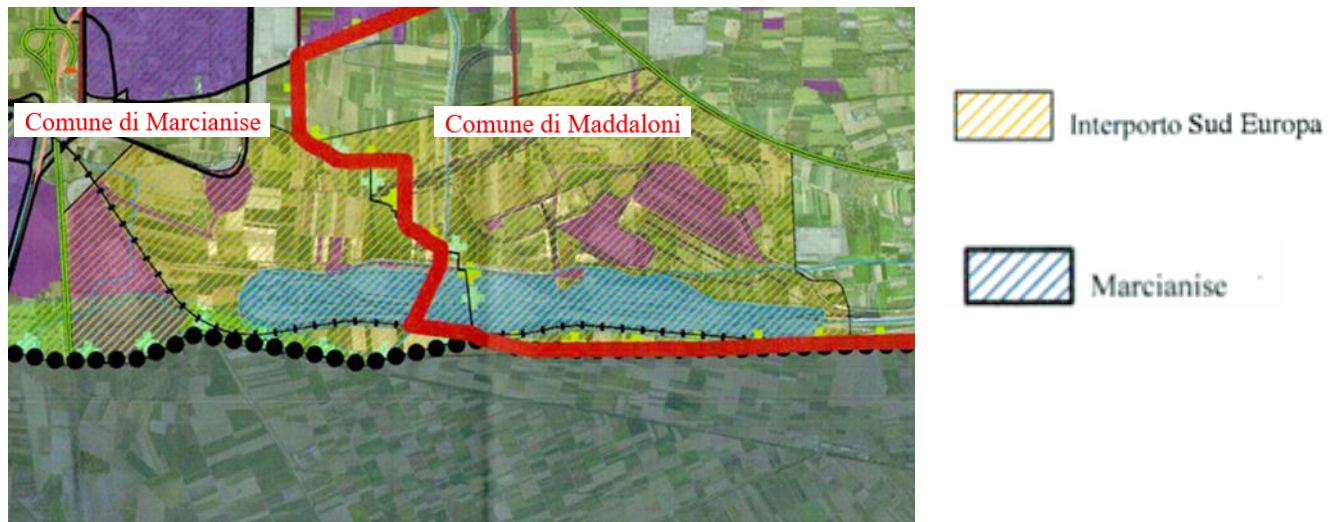 Comune di Marcianise
Comune di Maddaloni
Interporto Sud Europa
Marcianise